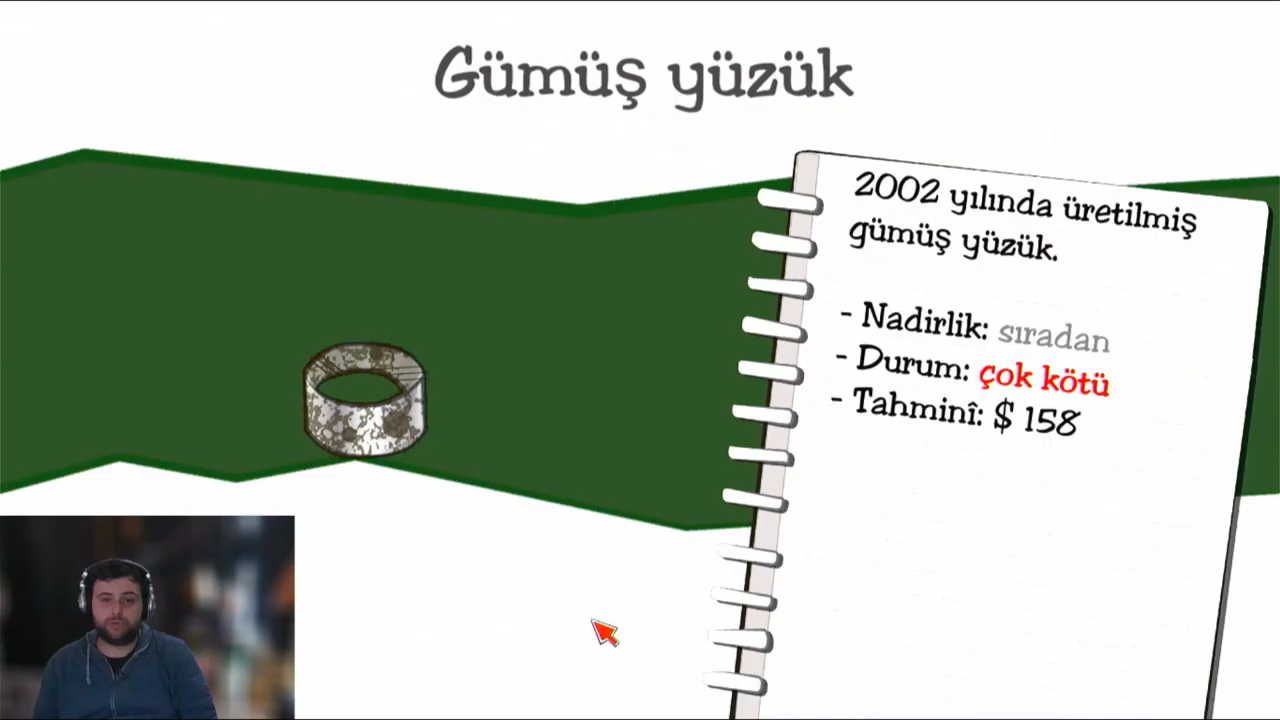 Gümüş yüzük
2002 yılında üretilmiş
gümüş yüzük.
- Nadirlik: sıradan
- Durum: çok kötü
- Tahminî: $ 158